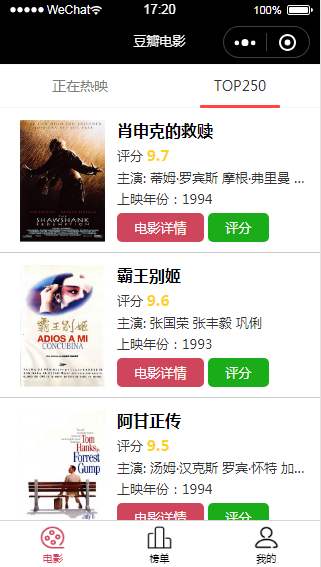 WeChat 17:20 100%
豆瓣电影
正在热映 TOP250
肖申克的救赎
评分 9.7
主演: 蒂姆·罗宾斯 摩根·弗里曼 ...
上映年份：1994
电影详情 评分
SHAWSHANK
REDEMPTION
霸王别姬
评分 9.6
主演: 张国荣 张丰毅 巩俐
上映年份：1993
电影详情 评分
霸王别姬
ADIOS A MI
CONCUBINA
阿甘正传
评分 9.5
主演: 汤姆·汉克斯 罗宾·怀特 加...
上映年份：1994
电影详情 评分
Tom
Hanks
is
Forrest
Gump
电影 榜单 我的